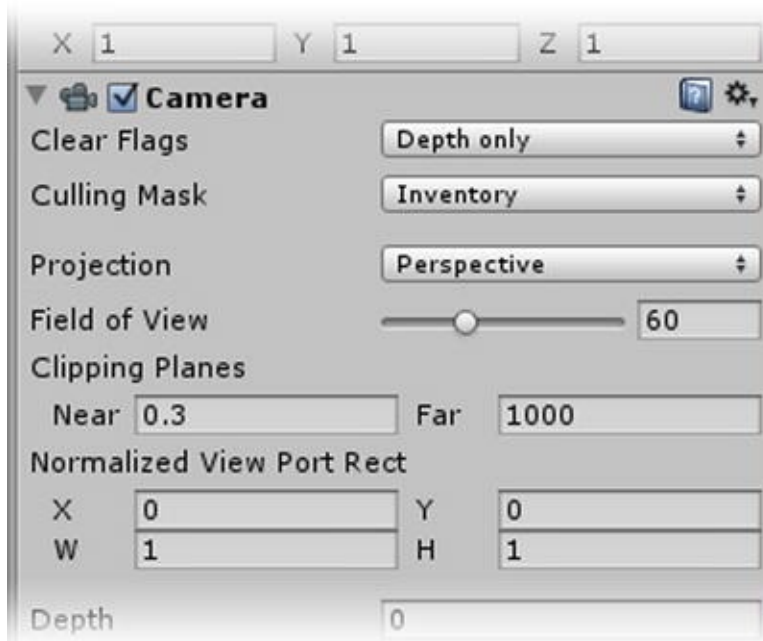 X 1 Y 1 Z 1
Camera
Clear Flags Depth only
Culling Mask Inventory
Projection Perspective
Field of View 60
Clipping Planes
Near 0.3 Far 1000
Normalized View Port Rect
X 0 Y 0
W 1 H 1
Depth 0